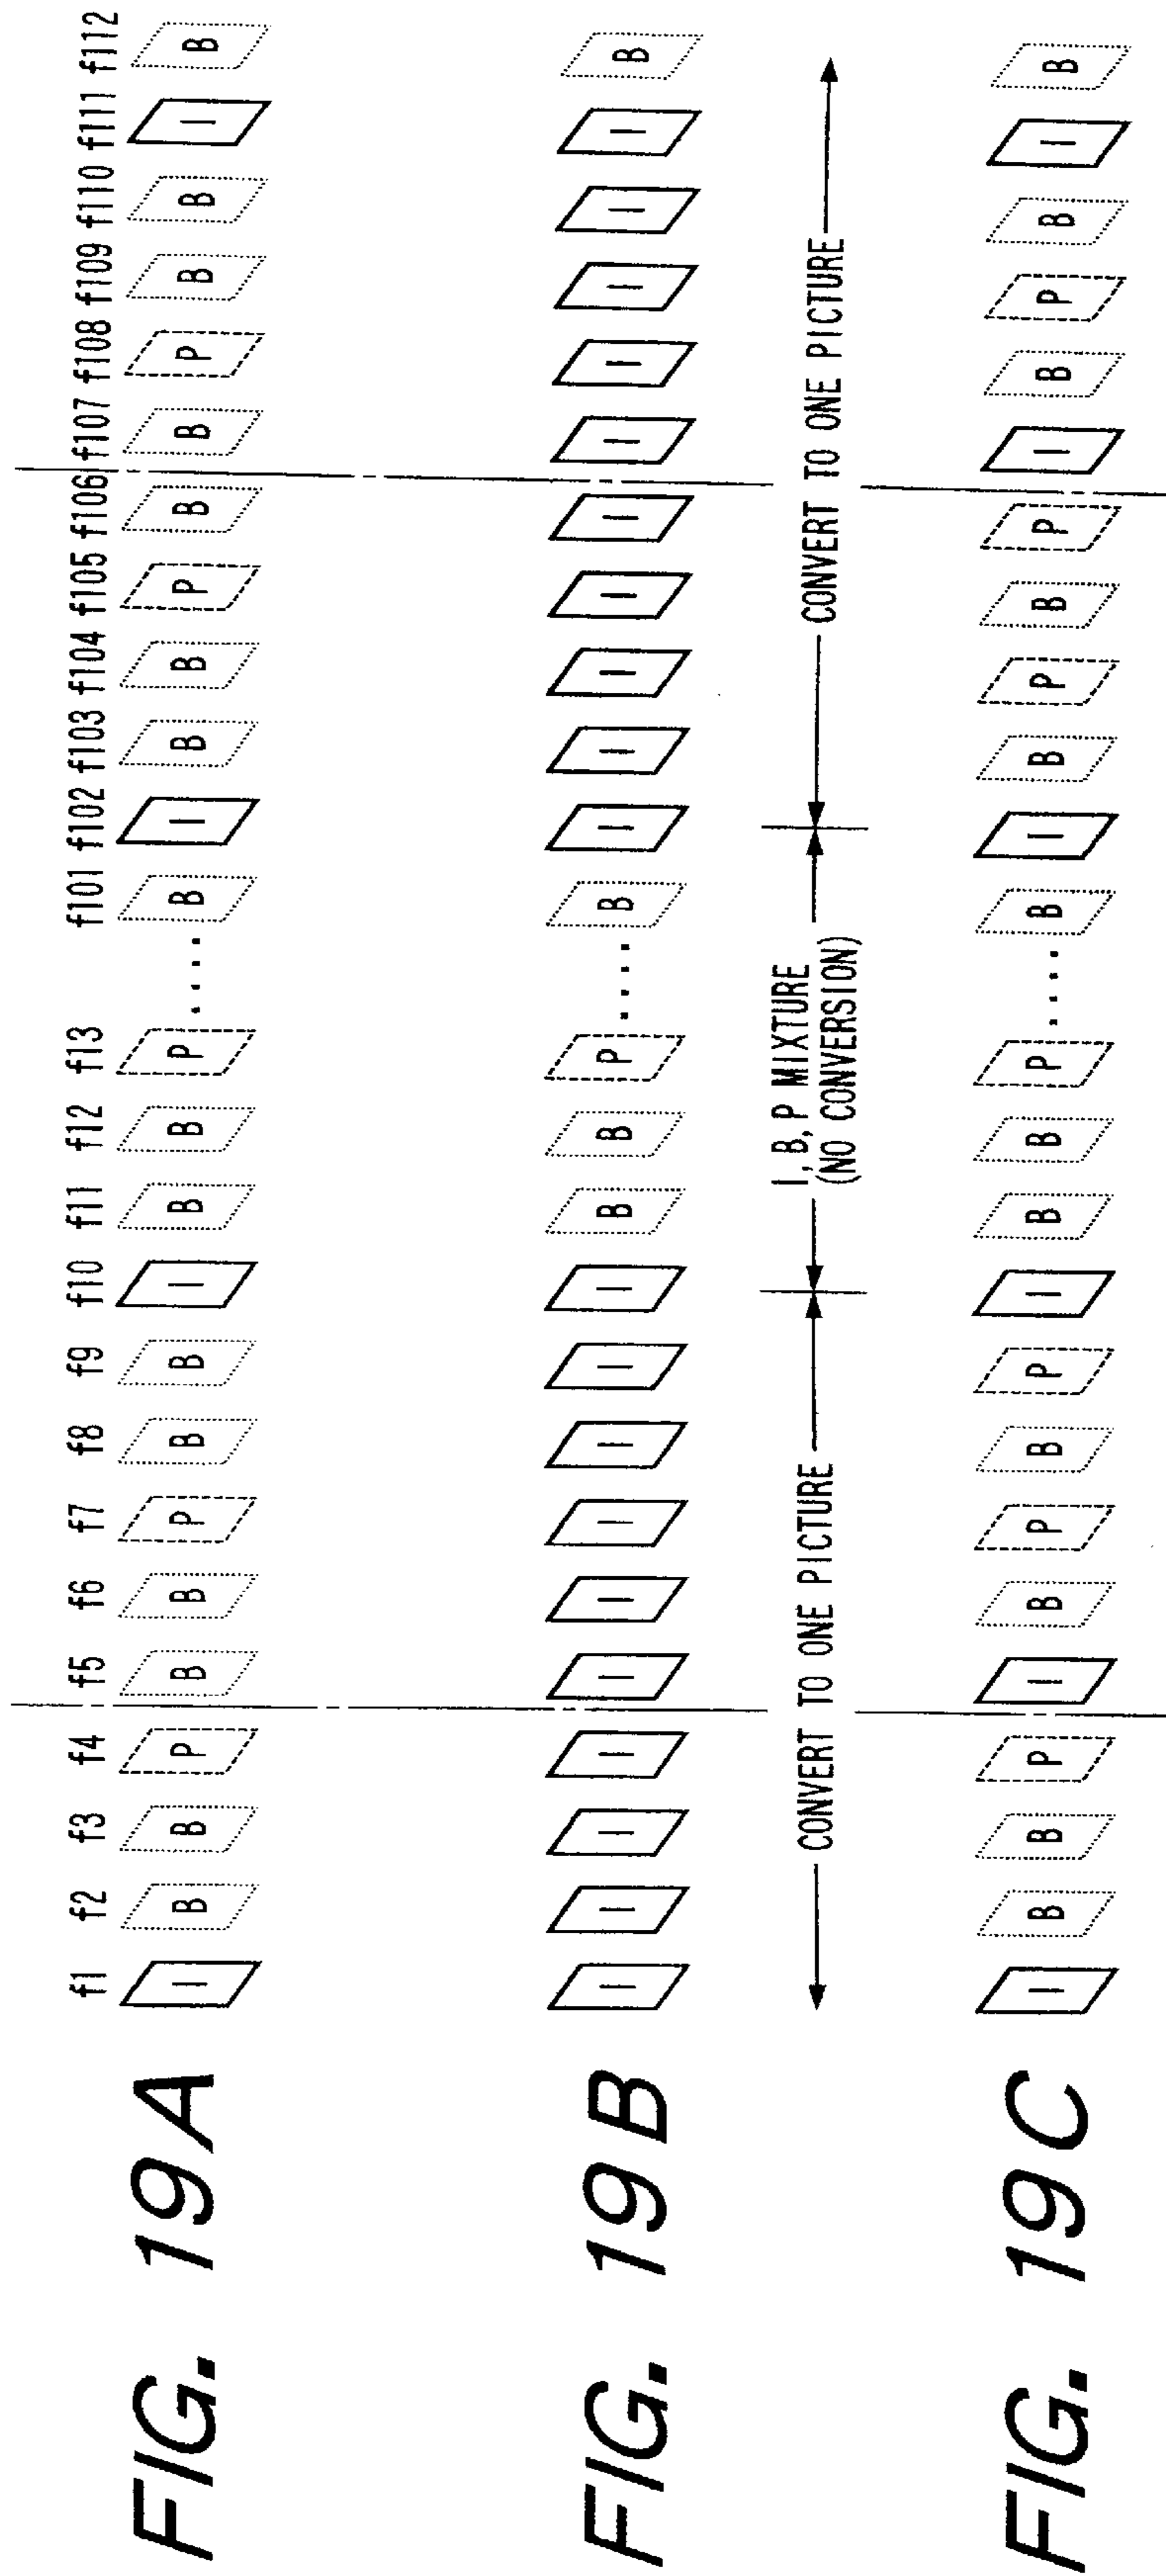 FIG. 19A
f1 f2 f3 f4 f5 f6 f7 f8 f9 f10 f11 f12 f13 f101 f102 f103 f104 f105 f106 f107 f108 f109 f110 f111 f112
I B B P B B P B B I B B P .... B I B B P B B P B B I B
FIG. 19B
I I I I I I I I I I B B P .... B I I I I I I I I I I B
CONVERT TO ONE PICTURE
I, B, P MIXTURE
(NO CONVERSION)
CONVERT TO ONE PICTURE
FIG. 19C
I B B P I B P B P I B B P .... B I B P B P I B P B I B